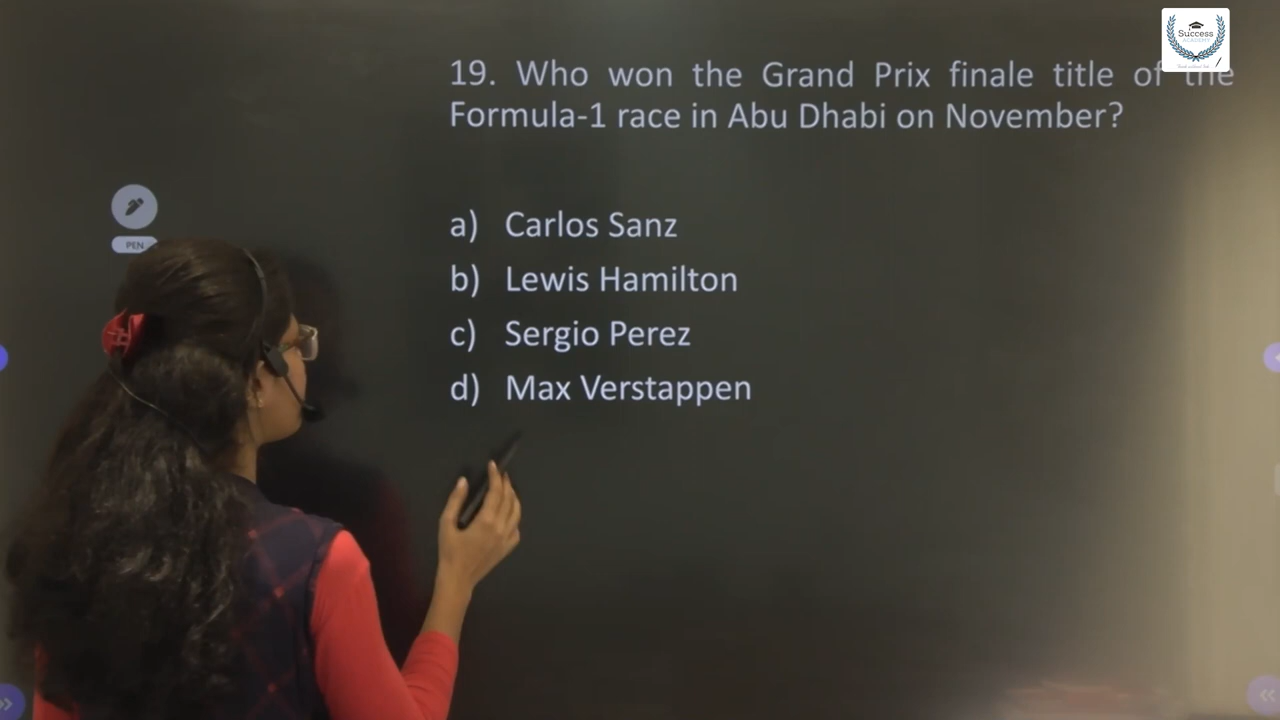 Success
ACADEMY
19. Who won the Grand Prix finale title of the
Formula-1 race in Abu Dhabi on November?
PEN
a) Carlos Sanz
b) Lewis Hamilton
c) Sergio Perez
d) Max Verstappen